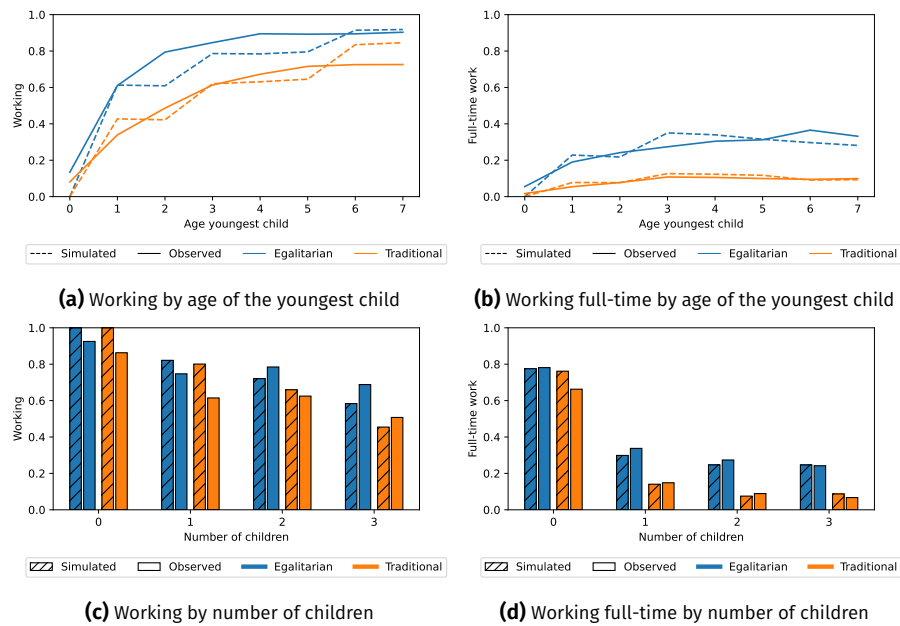 1.0
0.8
0.6
0.4
0.2
0.0
Working
0 1 2 3 4 5 6 7
Age youngest child
Simulated Observed Egalitarian Traditional
(a) Working by age of the youngest child
1.0
0.8
0.6
0.4
0.2
0.0
Full-time work
0 1 2 3 4 5 6 7
Age youngest child
Simulated Observed Egalitarian Traditional
(b) Working full-time by age of the youngest child
1.0
0.8
0.6
0.4
0.2
0.0
Working
0 1 2 3
Number of children
Simulated Observed Egalitarian Traditional
(c) Working by number of children
1.0
0.8
0.6
0.4
0.2
0.0
Full-time work
0 1 2 3
Number of children
Simulated Observed Egalitarian Traditional
(d) Working full-time by number of children